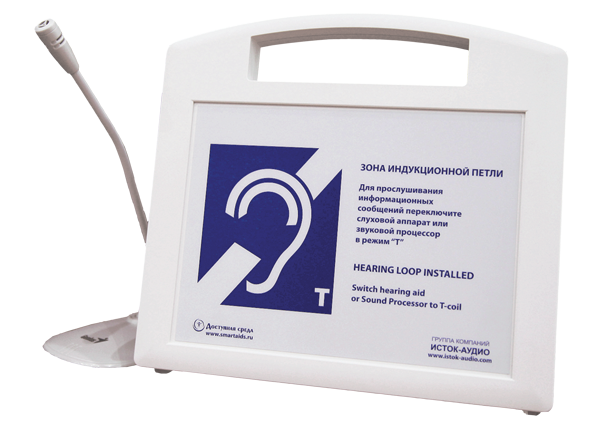 ЗОНА ИНДУКЦИОННОЙ ПЕТЛИ
Для прослушивания
информационных
сообщений переключите
слуховой аппарат или
звуковой процессор
в режим "Т"
HEARING LOOP INSTALLED
Switch hearing aid
or Sound Processor to T-coil
T
Доступная среда
www.smartaids.ru
ГРУППА КОМПАНИЙ
ИСТОК-АУДИО
www.istok-audio.com